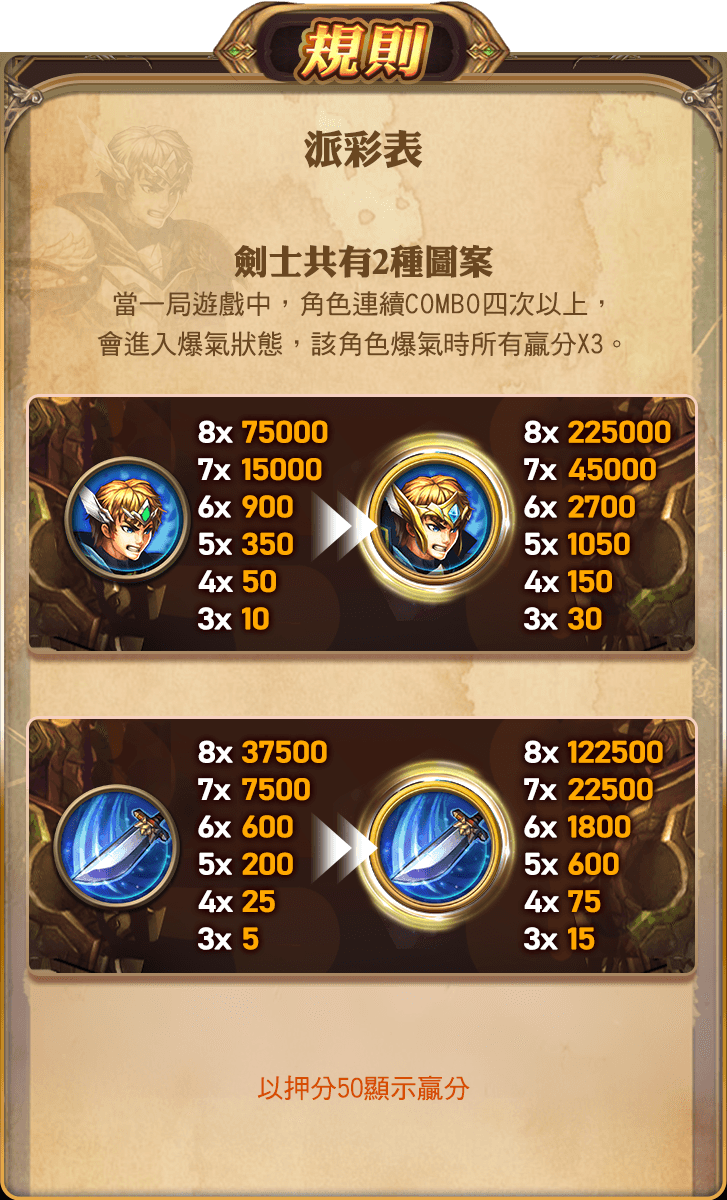 規則
派彩表
劍士共有2種圖案
當一局遊戲中，角色連續COMBO四次以上，
會進入爆氣狀態，該角色爆氣時所有贏分X3。
8x 75000
7x 15000
6x 900
5x 350
4x 50
3x 10
8x 225000
7x 45000
6x 2700
5x 1050
4x 150
3x 30
8x 37500
7x 7500
6x 600
5x 200
4x 25
3x 5
8x 122500
7x 22500
6x 1800
5x 600
4x 75
3x 15
以押分50顯示贏分